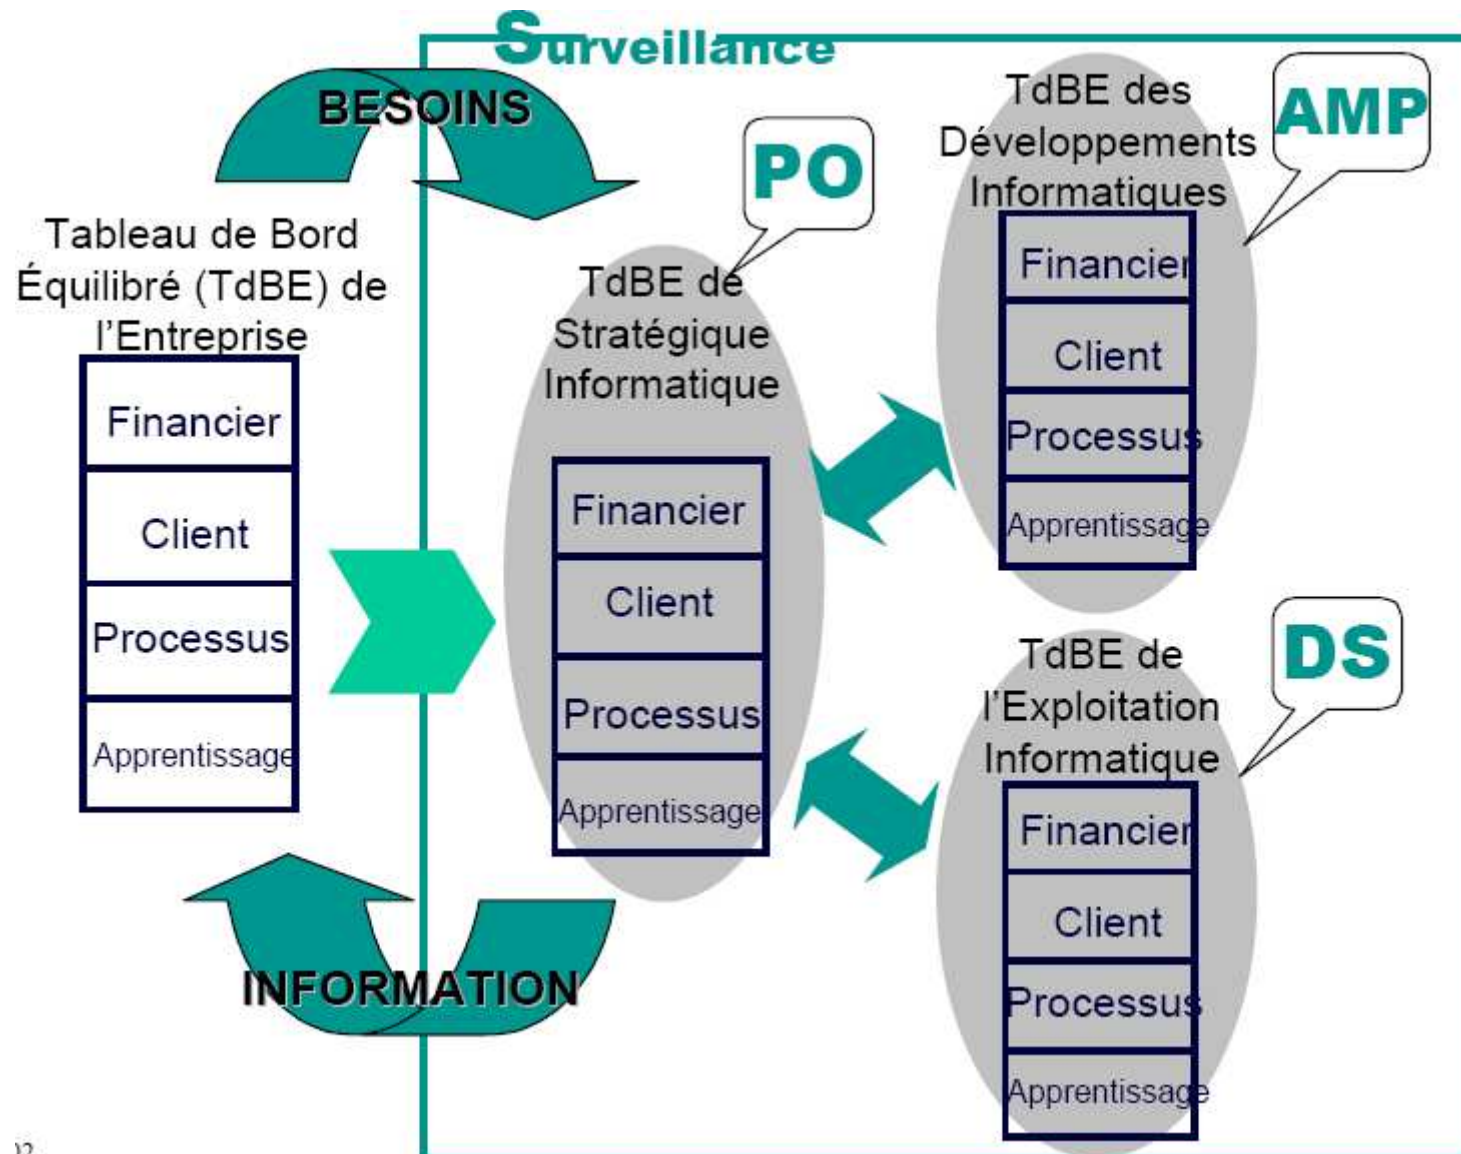 Surveillance
BESOINS
Tableau de Bord
Équilibré (TdBE) de
l'Entreprise
Financier
Client
Processus
Apprentissage
INFORMATION
PO
TdBE de
Stratégique
Informatique
Financier
Client
Processus
Apprentissage
AMP
TdBE des
Développements
Informatiques
Financier
Client
Processus
Apprentissage
DS
TdBE de
l'Exploitation
Informatique
Financier
Client
Processus
Apprentissage